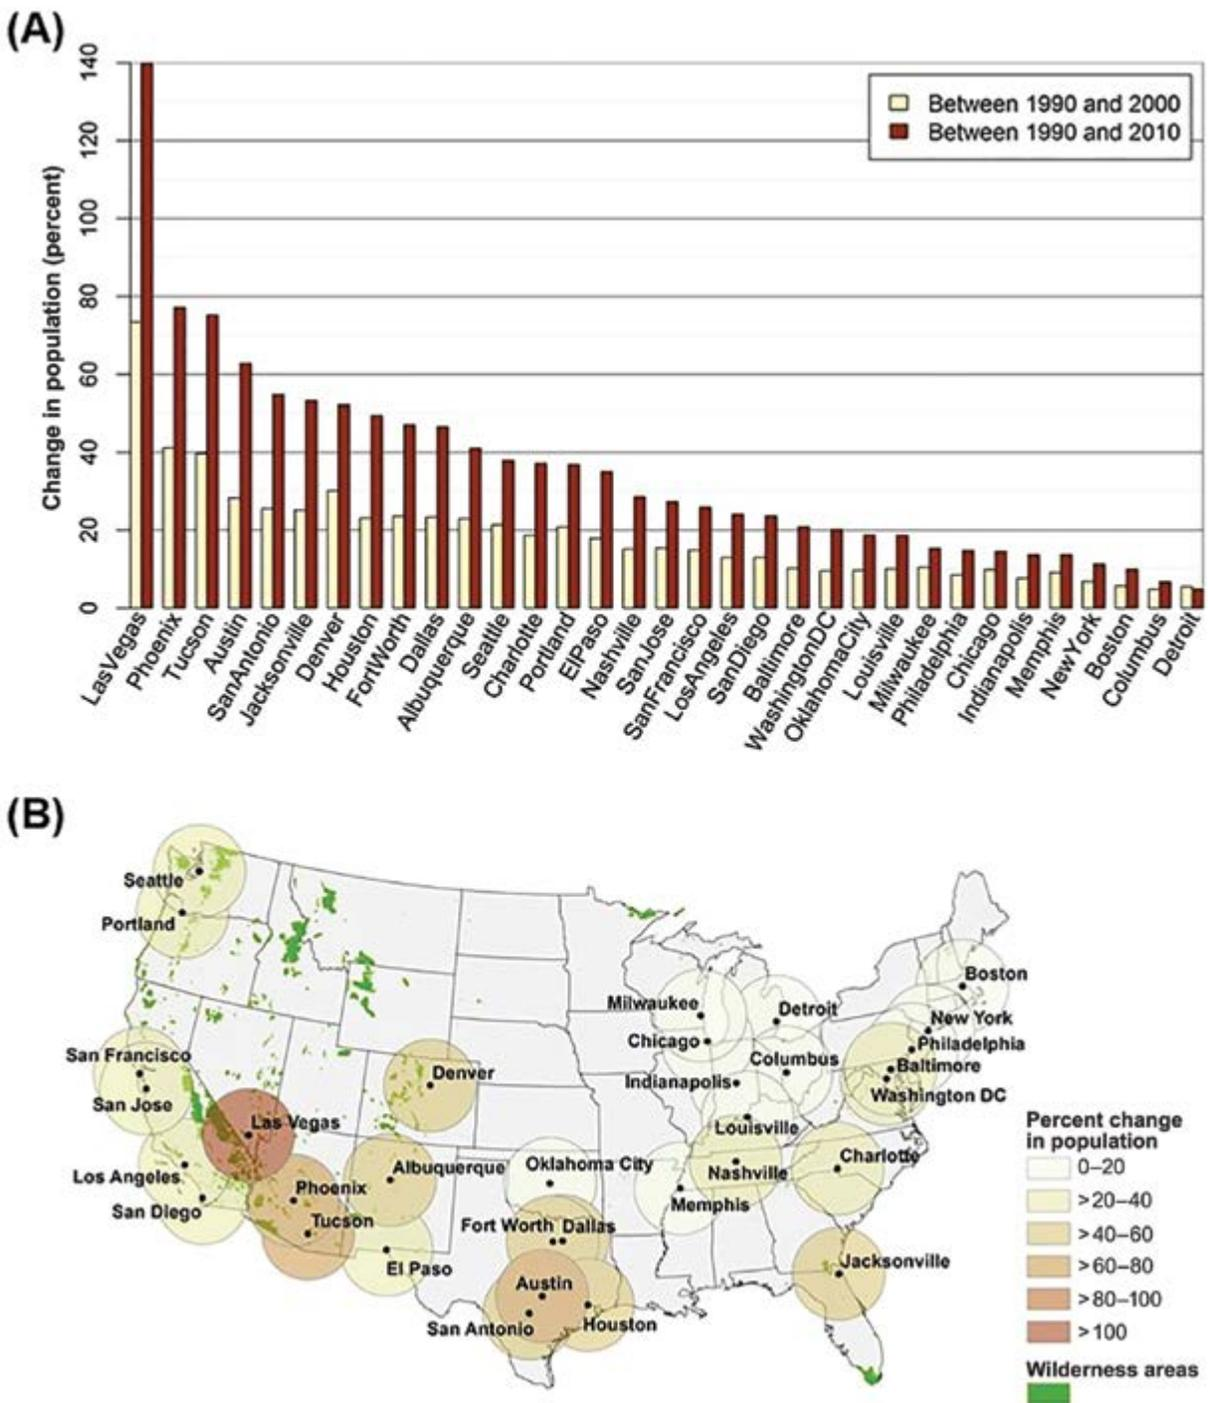 (A)
Change in population (percent)
140
120
100
80
60
40
20
0
Between 1990 and 2000
Between 1990 and 2010
LasVegas
Phoenix
Tucson
Austin
SanAntonio
Jacksonville
Denver
Houston
FortWorth
Dallas
Albuquerque
Seattle
Charlotte
Portland
ElPaso
Nashville
SanJose
SanFrancisco
LosAngeles
SanDiego
Baltimore
WashingtonDC
OklahomaCity
Louisville
Milwaukee
Philadelphia
Chicago
Indianapolis
Memphis
NewYork
Boston
Columbus
Detroit
(B)
Seattle
Portland
Boston
Milwaukee
Detroit
New York
Chicago
Philadelphia
San Francisco
Columbus
Baltimore
Denver
Indianapolis
Washington DC
San Jose
Las Vegas
Louisville
Charlotte
Albuquerque
Oklahoma City
Nashville
Los Angeles
Phoenix
Memphis
San Diego
Tucson
Fort Worth
Dallas
El Paso
Jacksonville
Austin
San Antonio
Houston
Percent change
in population
0–20
>20–40
>40–60
>60–80
>80–100
>100
Wilderness areas